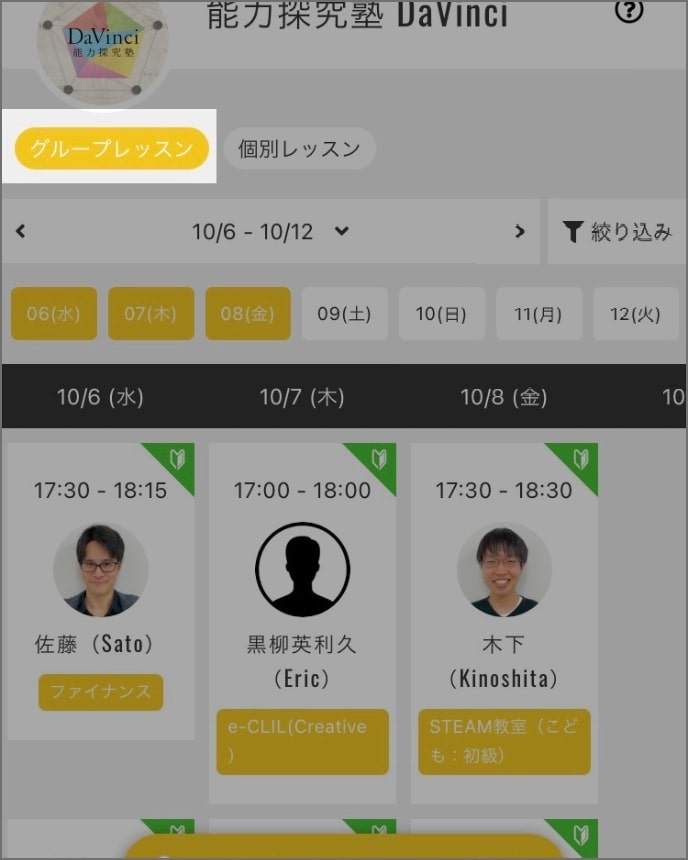 能力探究塾 DaVinci
DaVinci
能力探究塾
グループレッスン
個別レッスン
10/6 - 10/12
絞り込み
06(水)
07(木)
08(金)
09(土)
10(日)
11(月)
12(火)
10/6 (水)
10/7 (木)
10/8 (金)
10
17:30 - 18:15
佐藤（Sato）
ファイナンス
17:00 - 18:00
黒柳英利久
（Eric）
e-CLIL(Creative
)
17:30 - 18:30
木下
（Kinoshita）
STEAM教室（こど
も：初級）